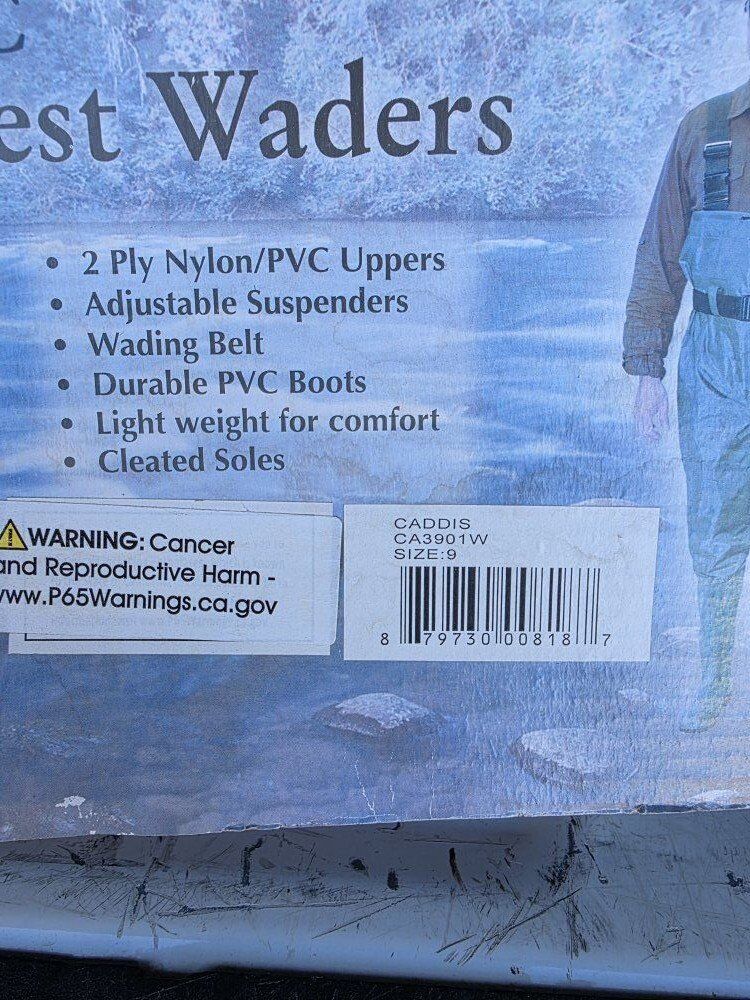 est Waders
• 2 Ply Nylon/PVC Uppers
• Adjustable Suspenders
• Wading Belt
• Durable PVC Boots
• Light weight for comfort
• Cleated Soles
WARNING: Cancer
and Reproductive Harm -
www.P65Warnings.ca.gov
CADDIS
CA3901W
SIZE:9
8 79730 00818 7